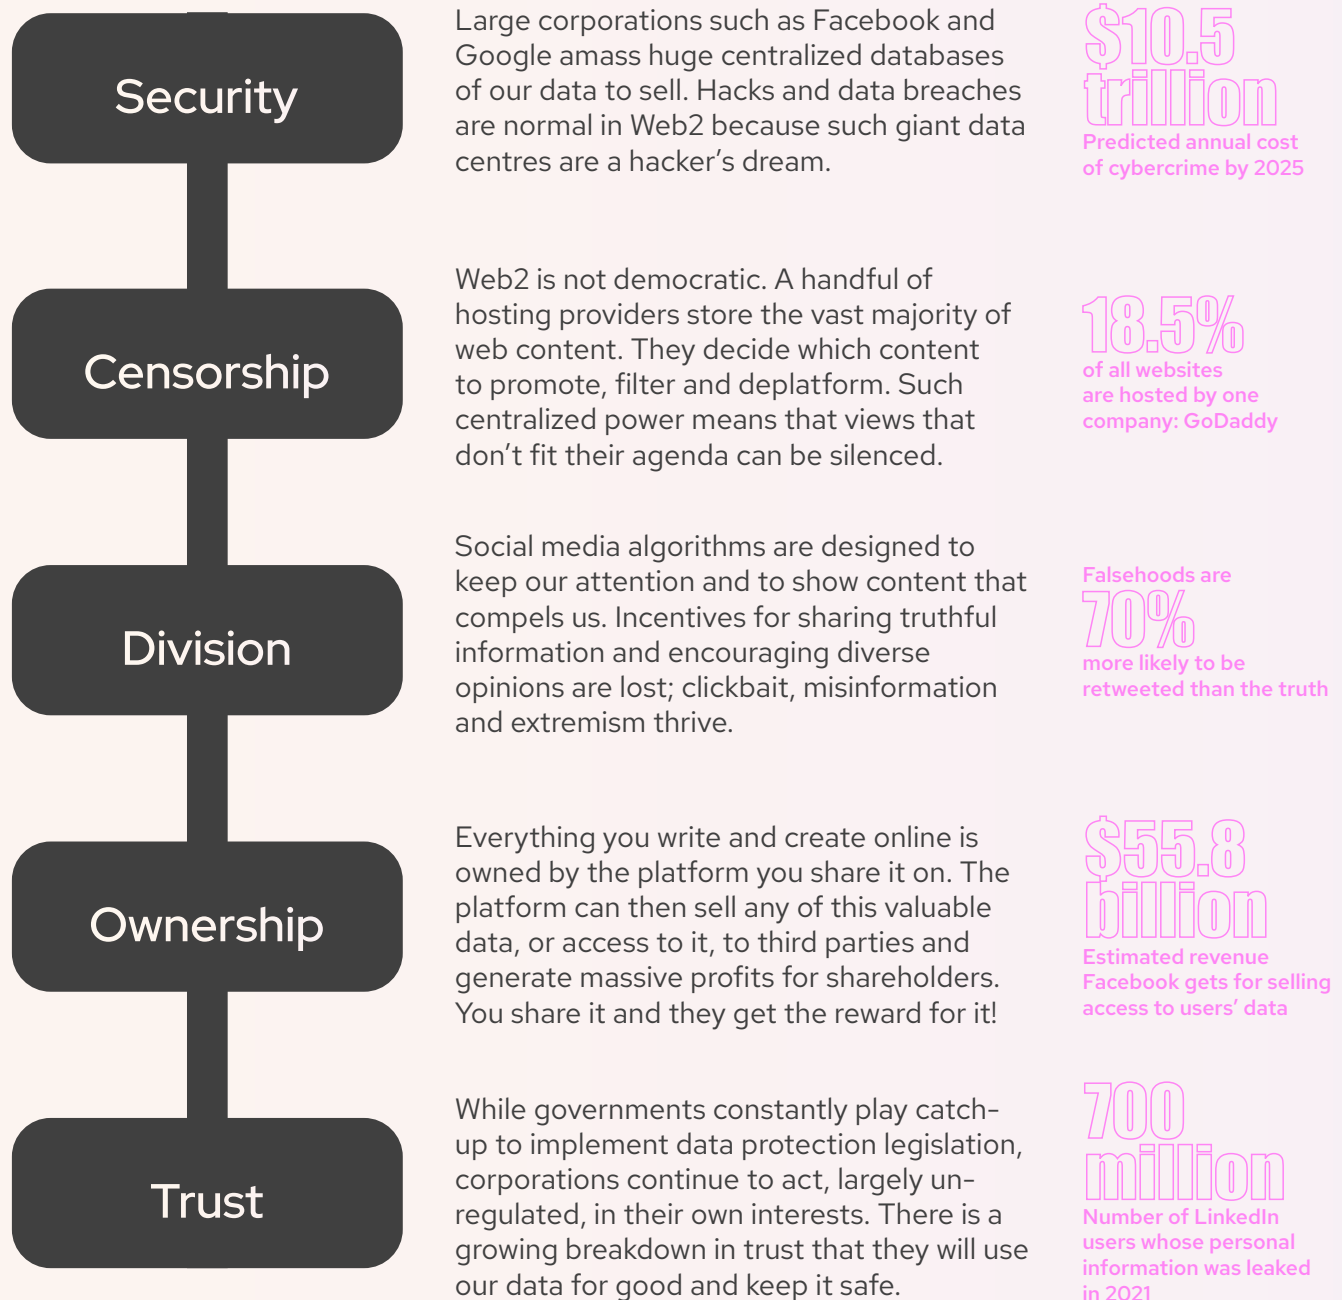 Security
Large corporations such as Facebook and
Google amass huge centralized databases
of our data to sell. Hacks and data breaches
are normal in Web2 because such giant data
centres are a hacker’s dream.
$10.5
trillion
Predicted annual cost
of cybercrime by 2025
Censorship
Web2 is not democratic. A handful of
hosting providers store the vast majority of
web content. They decide which content
to promote, filter and deplatform. Such
centralized power means that views that
don’t fit their agenda can be silenced.
18.5%
of all websites
are hosted by one
company: GoDaddy
Division
Social media algorithms are designed to
keep our attention and to show content that
compels us. Incentives for sharing truthful
information and encouraging diverse
opinions are lost; clickbait, misinformation
and extremism thrive.
Falsehoods are
70%
more likely to be
retweeted than the truth
Ownership
Everything you write and create online is
owned by the platform you share it on. The
platform can then sell any of this valuable
data, or access to it, to third parties and
generate massive profits for shareholders.
You share it and they get the reward for it!
$55.8
billion
Estimated revenue
Facebook gets for selling
access to users’ data
Trust
While governments constantly play catch-
up to implement data protection legislation,
corporations continue to act, largely un-
regulated, in their own interests. There is a
growing breakdown in trust that they will use
our data for good and keep it safe.
700
million
Number of LinkedIn
users whose personal
information was leaked
in 2021